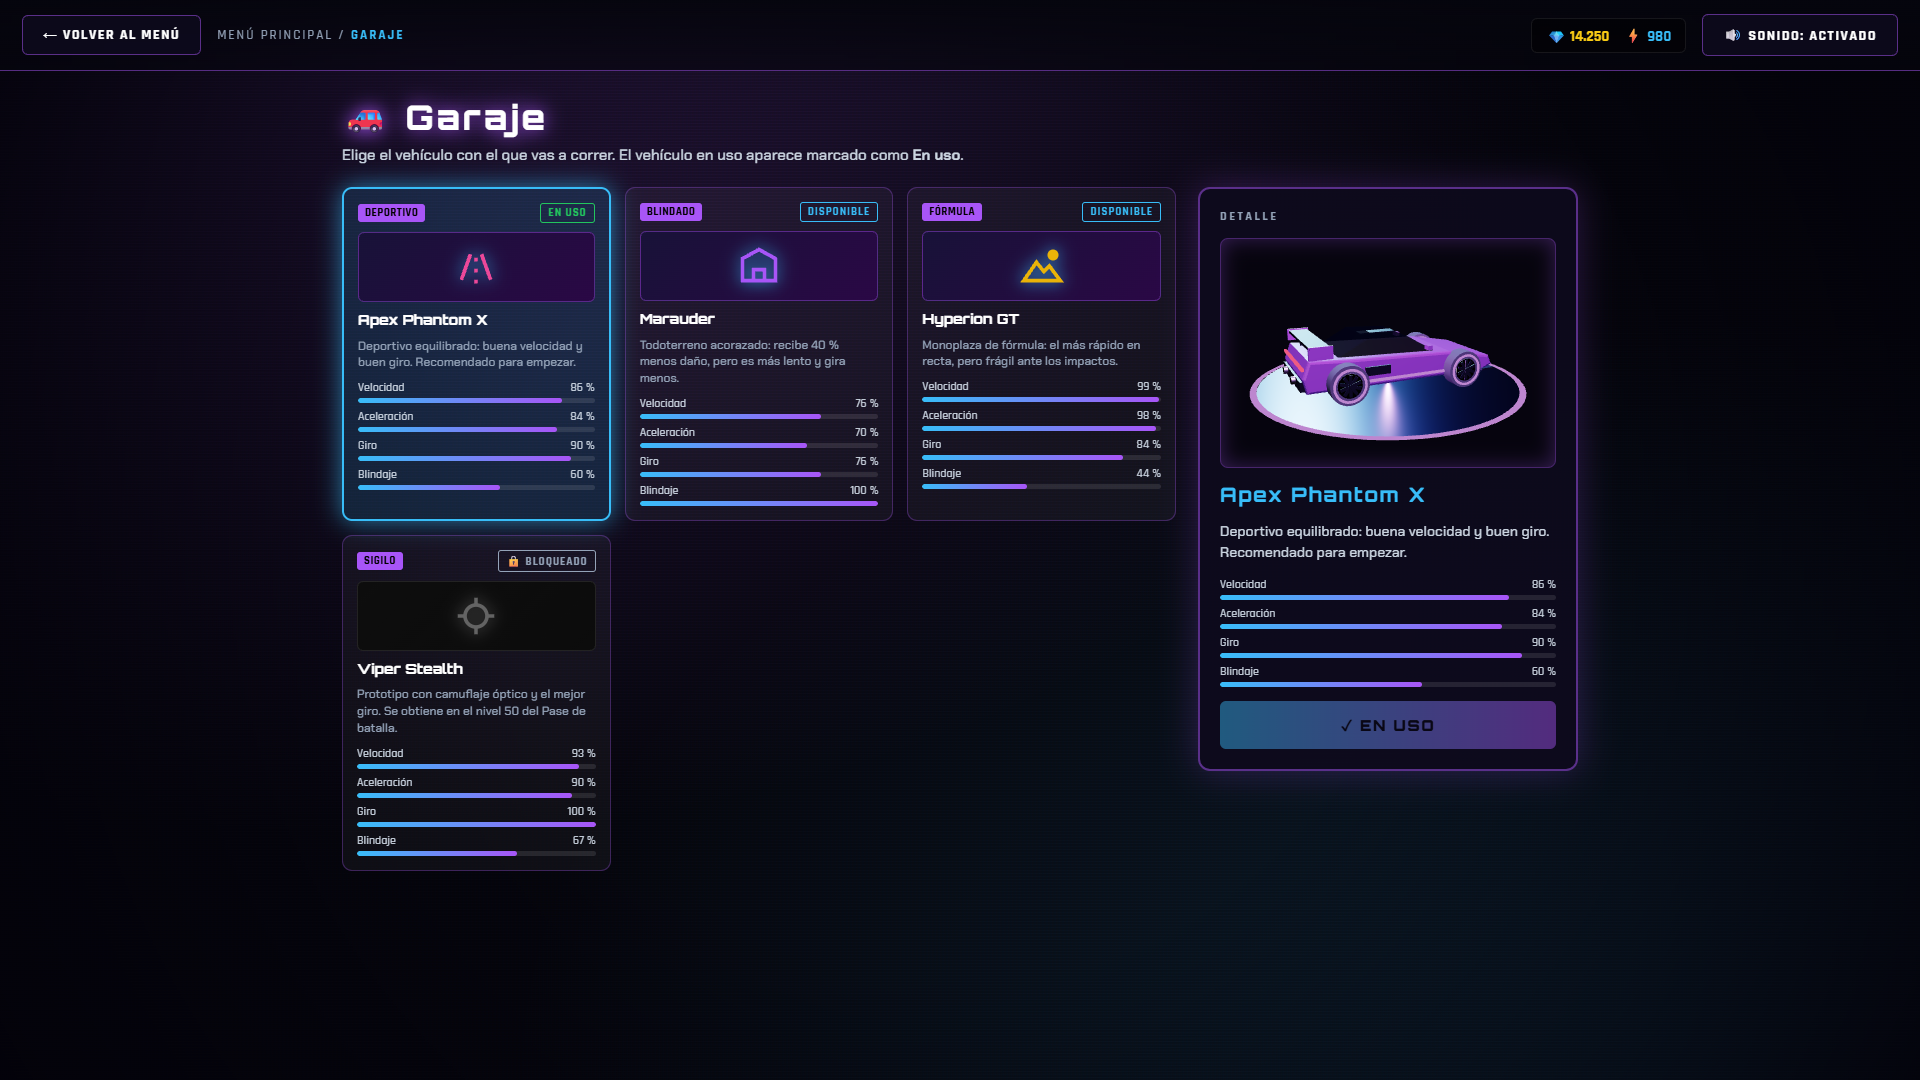 ← VOLVER AL MENÚ
MENÚ PRINCIPAL / GARAJE
14.250
980
SONIDO: ACTIVADO
Garaje
Elige el vehículo con el que vas a correr. El vehículo en uso aparece marcado como En uso.
DEPORTIVO
EN USO
Apex Phantom X
Deportivo equilibrado: buena velocidad y
buen giro. Recomendado para empezar.
Velocidad 86 %
Aceleración 84 %
Giro 90 %
Blindaje 60 %
BLINDADO
DISPONIBLE
Marauder
Todoterreno acorazado: recibe 40 %
menos daño, pero es más lento y gira
menos.
Velocidad 76 %
Aceleración 70 %
Giro 76 %
Blindaje 100 %
FÓRMULA
DISPONIBLE
Hyperion GT
Monoplaza de fórmula: el más rápido en
recta, pero frágil ante los impactos.
Velocidad 99 %
Aceleración 98 %
Giro 84 %
Blindaje 44 %
SIGILO
BLOQUEADO
Viper Stealth
Prototipo con camuflaje óptico y el mejor
giro. Se obtiene en el nivel 50 del Pase de
batalla.
Velocidad 93 %
Aceleración 90 %
Giro 100 %
Blindaje 67 %
DETALLE
Apex Phantom X
Deportivo equilibrado: buena velocidad y buen giro.
Recomendado para empezar.
Velocidad 86 %
Aceleración 84 %
Giro 90 %
Blindaje 60 %
✓ EN USO